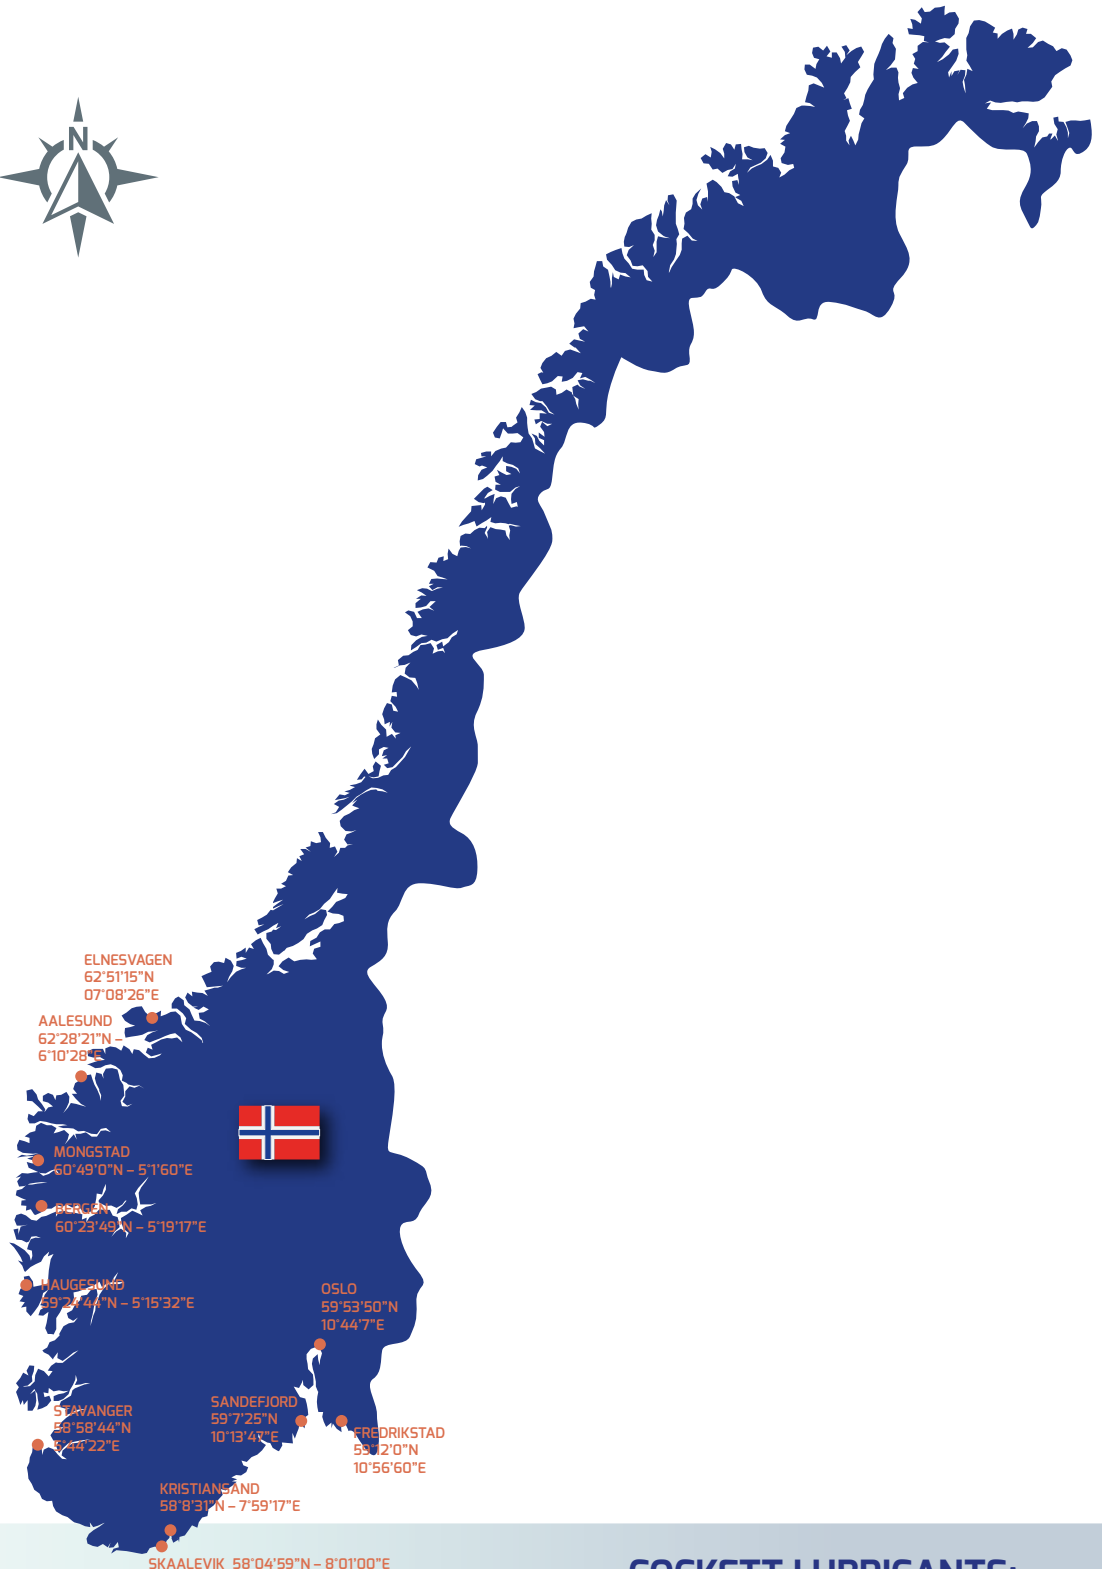 N
ELNESVAGEN
62°51'15"N
07°08'26"E
AALESUND
62°28'21"N –
6°10'28"E
MONGSTAD
60°49'0"N – 5°1'60"E
BERGEN
60°23'49"N – 5°19'17"E
HAUGESUND
59°24'44"N – 5°15'32"E
OSLO
59°53'50"N
10°44'7"E
STAVANGER
58°58'44"N
5°44'22"E
SANDEFJORD
59°7'25"N
10°13'47"E
FREDRIKSTAD
59°12'0"N
10°56'60"E
KRISTIANSAND
58°8'31"N – 7°59'17"E
SKAALEVIK 58°04'59"N – 8°01'00"E
COCKETT LUBRICANTS: